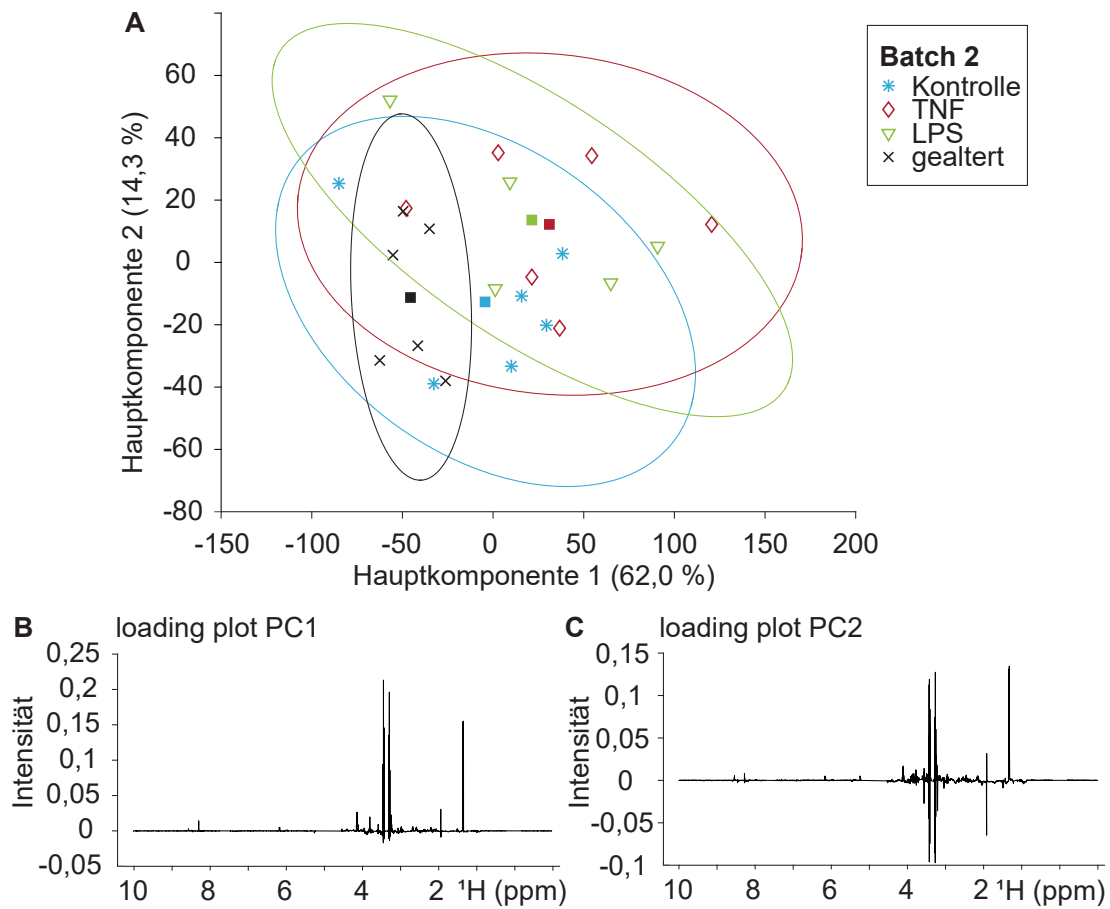 A
Batch 2
Kontrolle
TNF
LPS
gealtert
Hauptkomponente 2 (14,3 %)
60
40
20
0
-20
-40
-60
-80
-150 -100 -50 0 50 100 150 200
Hauptkomponente 1 (62,0 %)
B loading plot PC1
Intensität
0,25
0,2
0,15
0,1
0,05
0
-0,05
10 8 6 4 2 ¹H (ppm)
C loading plot PC2
Intensität
0,15
0,1
0,05
0
-0,05
-0,1
10 8 6 4 2 ¹H (ppm)